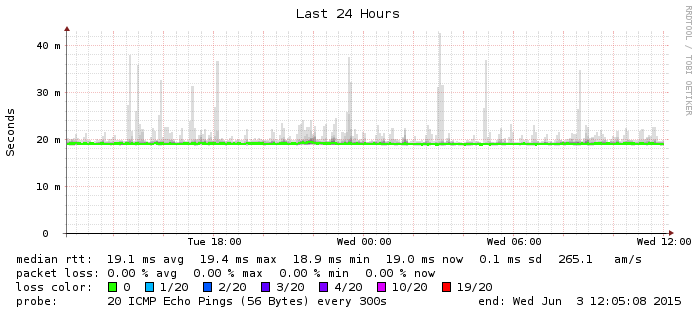 Last 24 Hours
RRDTOOL / TOBI OETIKER
Seconds
40 m
30 m
20 m
10 m
0
Tue 18:00 Wed 00:00 Wed 06:00 Wed 12:00
median rtt: 19.1 ms avg 19.4 ms max 18.9 ms min 19.0 ms now 0.1 ms sd 265.1 am/s
packet loss: 0.00 % avg 0.00 % max 0.00 % min 0.00 % now
loss color: 0 1/20 2/20 3/20 4/20 10/20 19/20
probe: 20 ICMP Echo Pings (56 Bytes) every 300s end: Wed Jun 3 12:05:08 2015